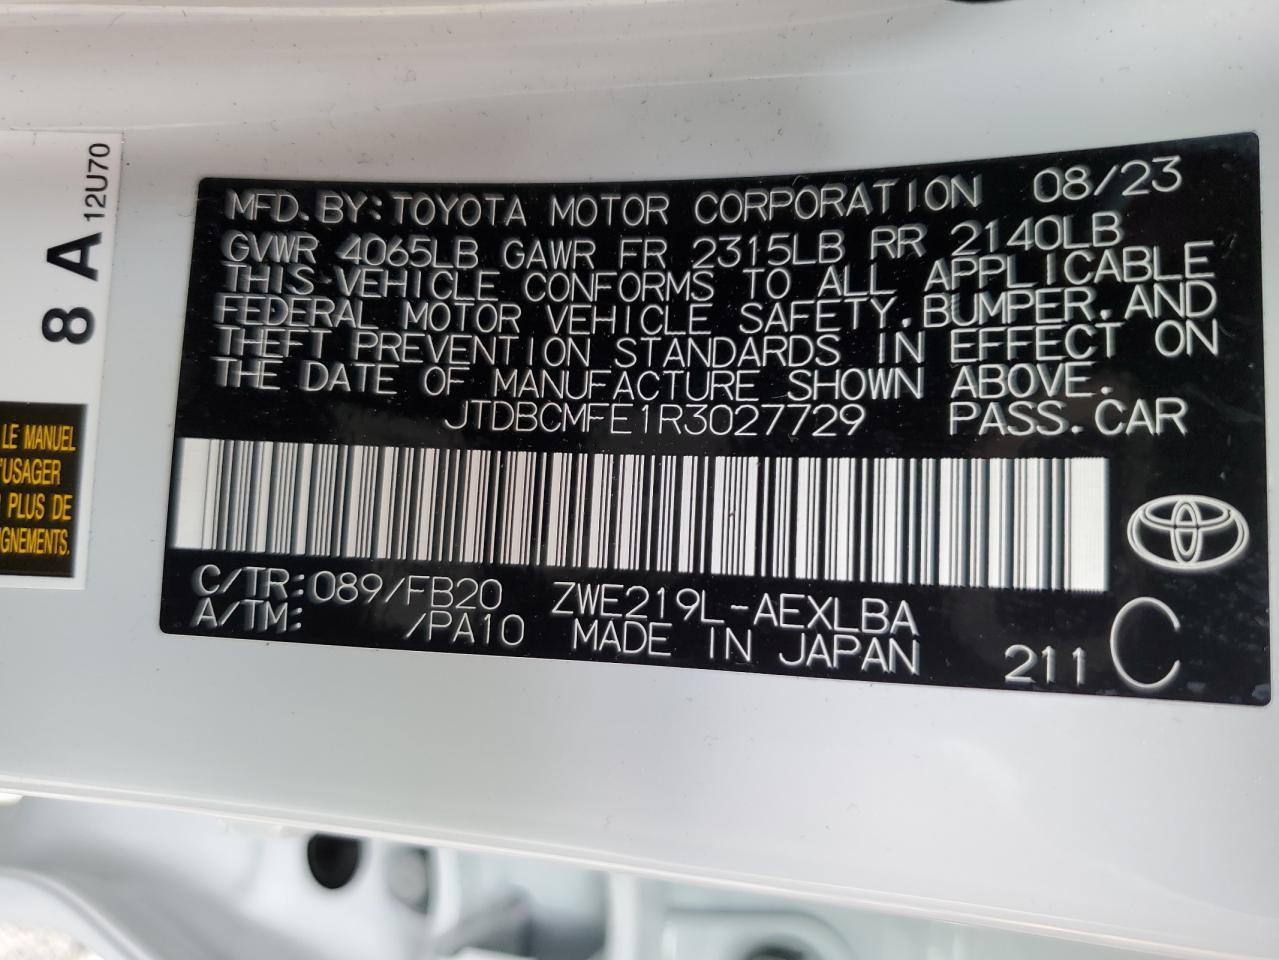 MFD. BY: TOYOTA MOTOR CORPORATION 08/23
GVWR 4065LB GAWR FR 2315LB RR 2140LB
THIS VEHICLE CONFORMS TO ALL APPLICABLE
FEDERAL MOTOR VEHICLE SAFETY, BUMPER, AND
THEFT PREVENTION STANDARDS IN EFFECT ON
THE DATE OF MANUFACTURE SHOWN ABOVE.
JTDBCMFE1R3027729 PASS. CAR
C/TR: 089/FB20 ZWE219L-AEXLBA
A/TM: /PA10 MADE IN JAPAN 211 C
8 A 12U70
LE MANUEL
'USAGER
PLUS DE
IGNEMENTS.